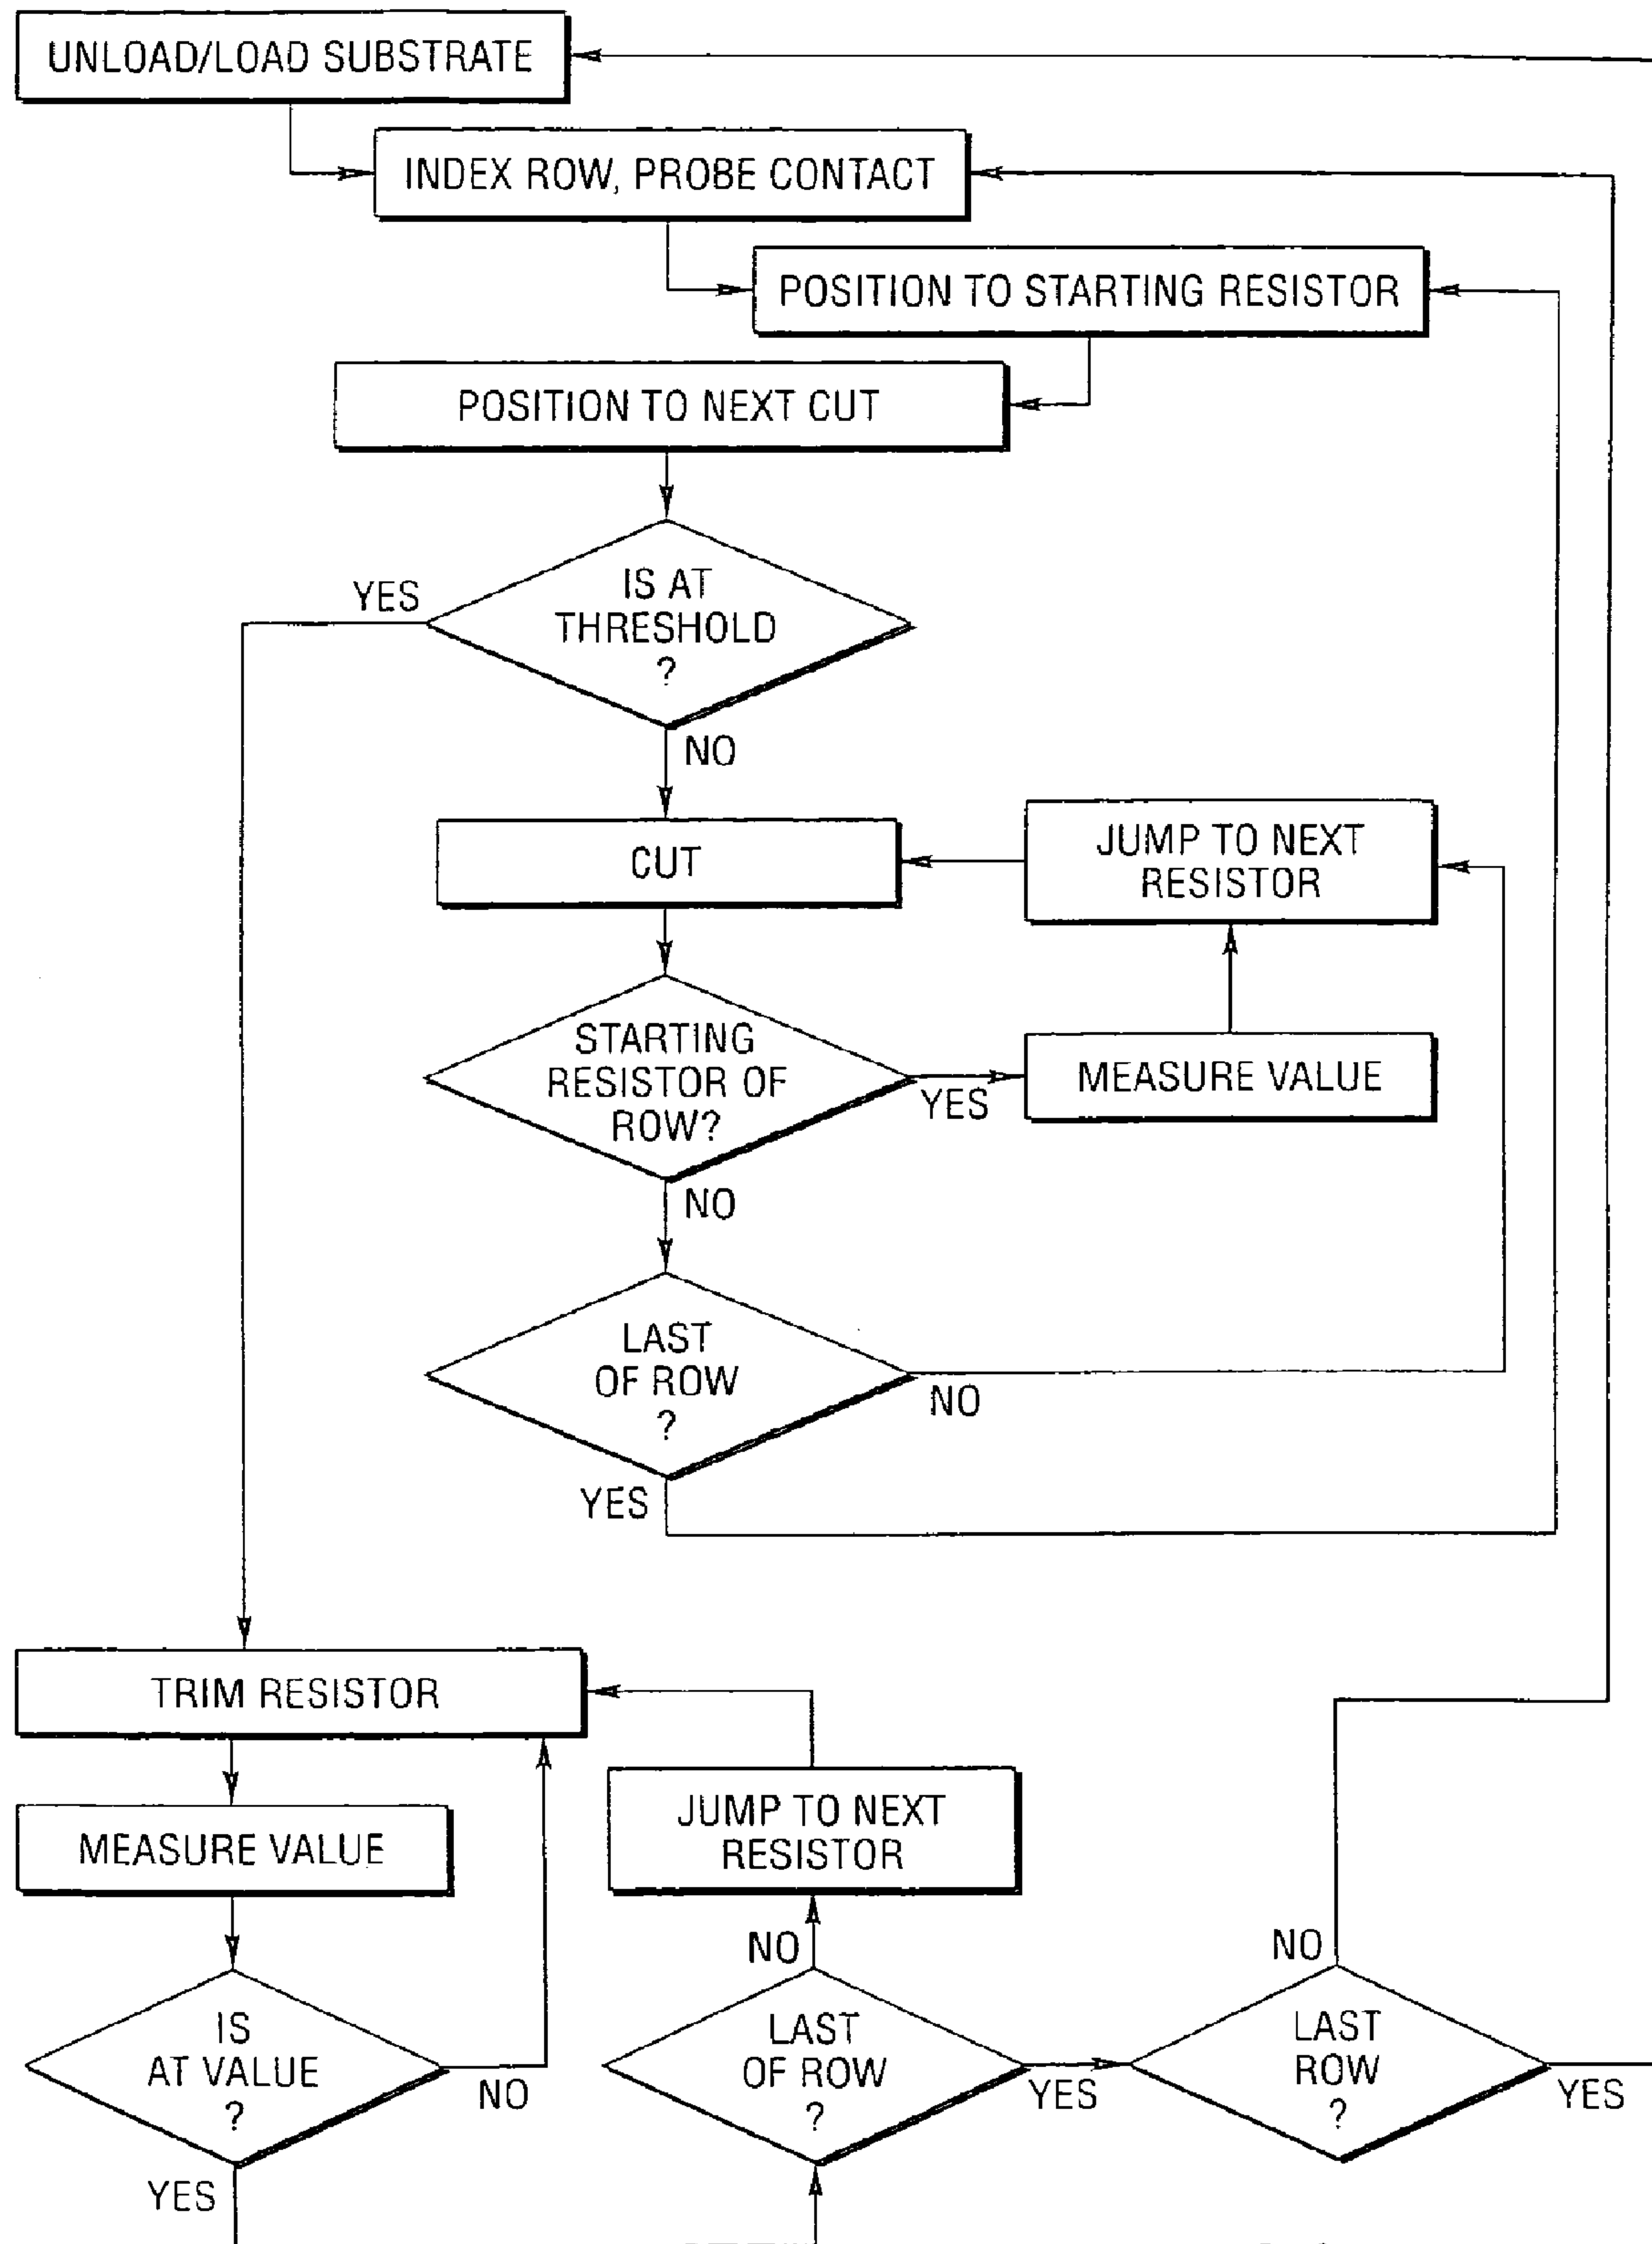 UNLOAD/LOAD SUBSTRATE
INDEX ROW, PROBE CONTACT
POSITION TO STARTING RESISTOR
POSITION TO NEXT CUT
IS AT
THRESHOLD
?
YES
NO
CUT
JUMP TO NEXT
RESISTOR
STARTING
RESISTOR OF
ROW?
YES
MEASURE VALUE
NO
LAST
OF ROW
?
NO
YES
TRIM RESISTOR
MEASURE VALUE
JUMP TO NEXT
RESISTOR
IS
AT VALUE
?
NO
YES
NO
LAST
OF ROW
?
YES
NO
LAST
ROW
?
YES